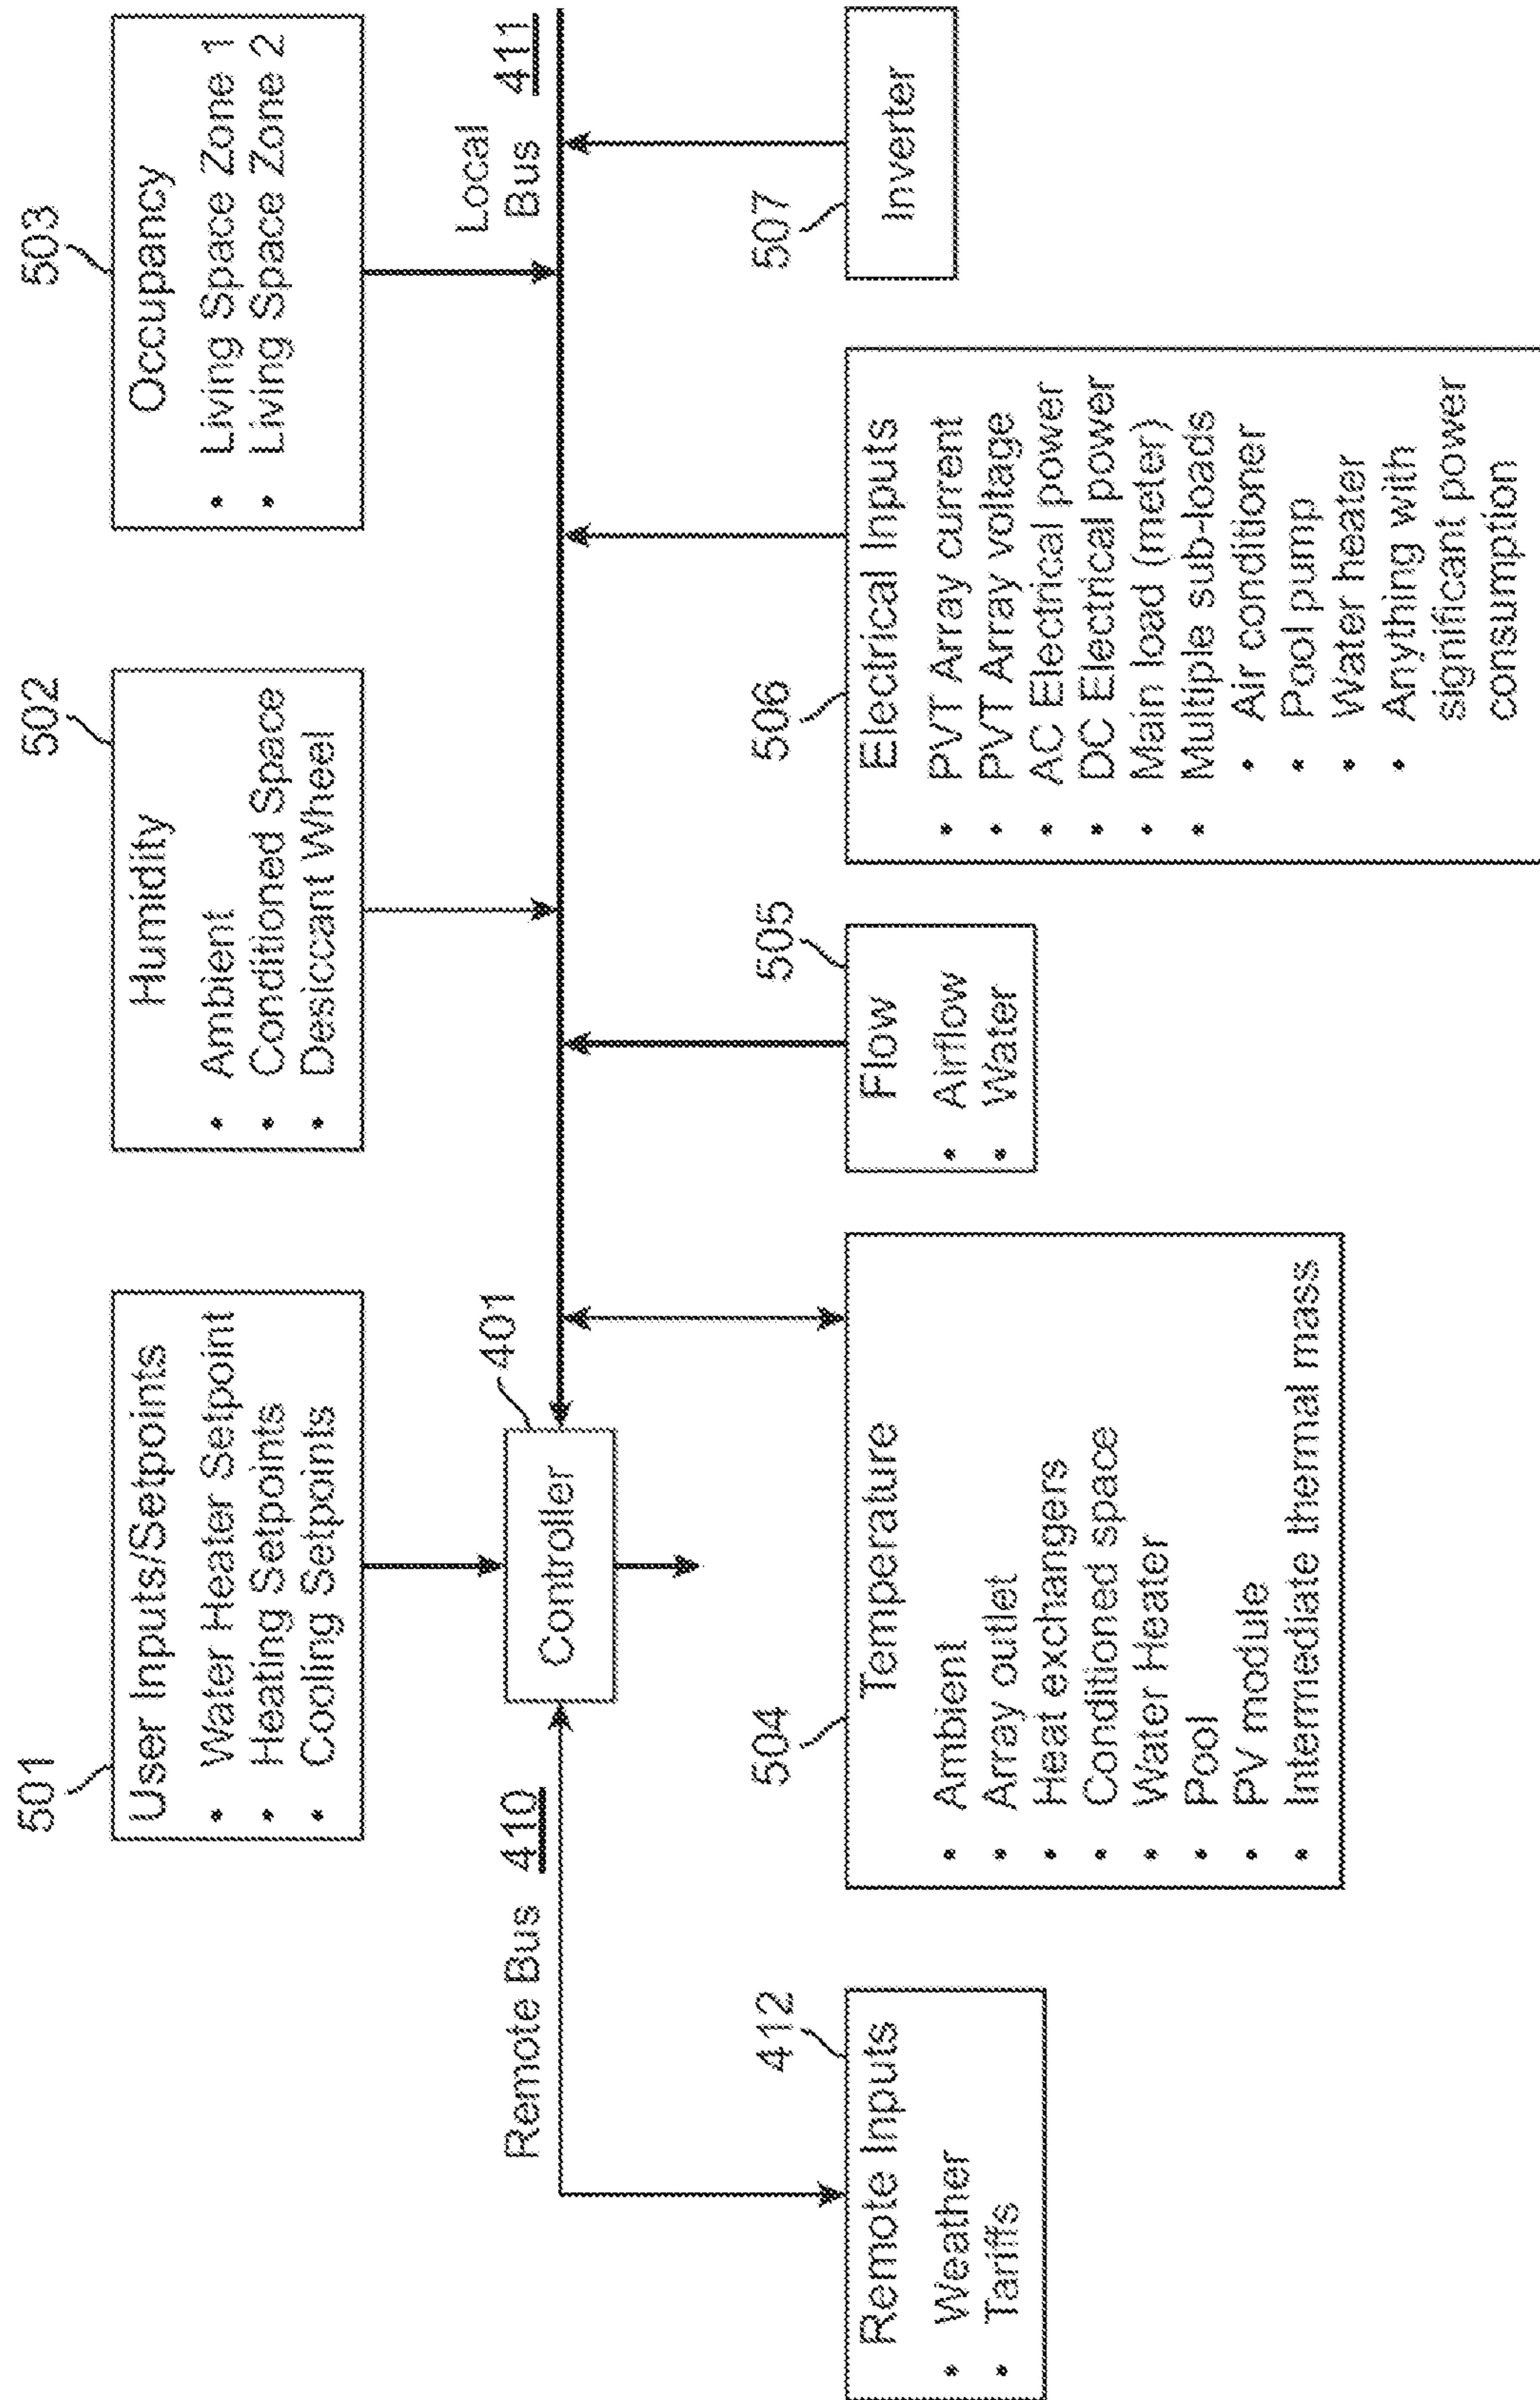 501
User Inputs/Setpoints
• Water Heater Setpoint
• Heating Setpoints
• Cooling Setpoints
502
Humidity
• Ambient
• Conditioned Space
• Desiccant Wheel
503
Occupancy
• Living Space Zone 1
• Living Space Zone 2
Remote Bus 410
401
Controller
Local
Bus 411
412
Remote Inputs
• Weather
• Tariffs
504
Temperature
• Ambient
• Array outlet
• Heat exchangers
• Conditioned space
• Water Heater
• Pool
• PV module
• Intermediate thermal mass
505
Flow
• Airflow
• Water
506
Electrical Inputs
• PVT Array current
• PVT Array voltage
• AC Electrical power
• DC Electrical power
• Main load (meter)
• Multiple sub-loads
• Air conditioner
• Pool pump
• Water heater
• Anything with
significant power
consumption
507
Inverter